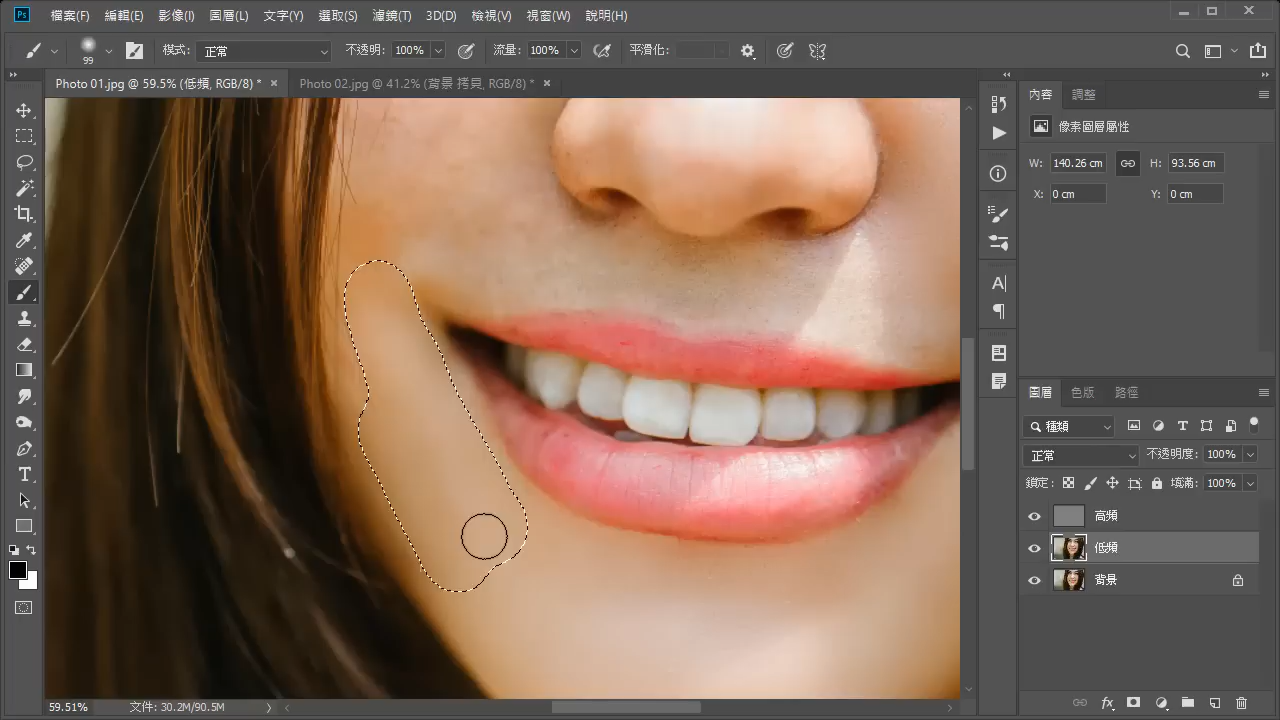 Ps 檔案(F) 編輯(E) 影像(I) 圖層(L) 文字(Y) 選取(S) 濾鏡(T) 3D(D) 檢視(V) 視窗(W) 說明(H)
99 模式: 正常 不透明: 100% 流量: 100% 平滑化:
Photo 01.jpg @ 59.5% (低頻, RGB/8) * × Photo 02.jpg @ 41.2% (背景 拷貝, RGB/8) * ×
內容 調整
像素圖層屬性
W: 140.26 cm H: 93.56 cm
X: 0 cm Y: 0 cm
圖層 色版 路徑
種類
正常 不透明度: 100%
鎖定: 填滿: 100%
高頻
低頻
背景
59.51% 文件: 30.2M/90.5M